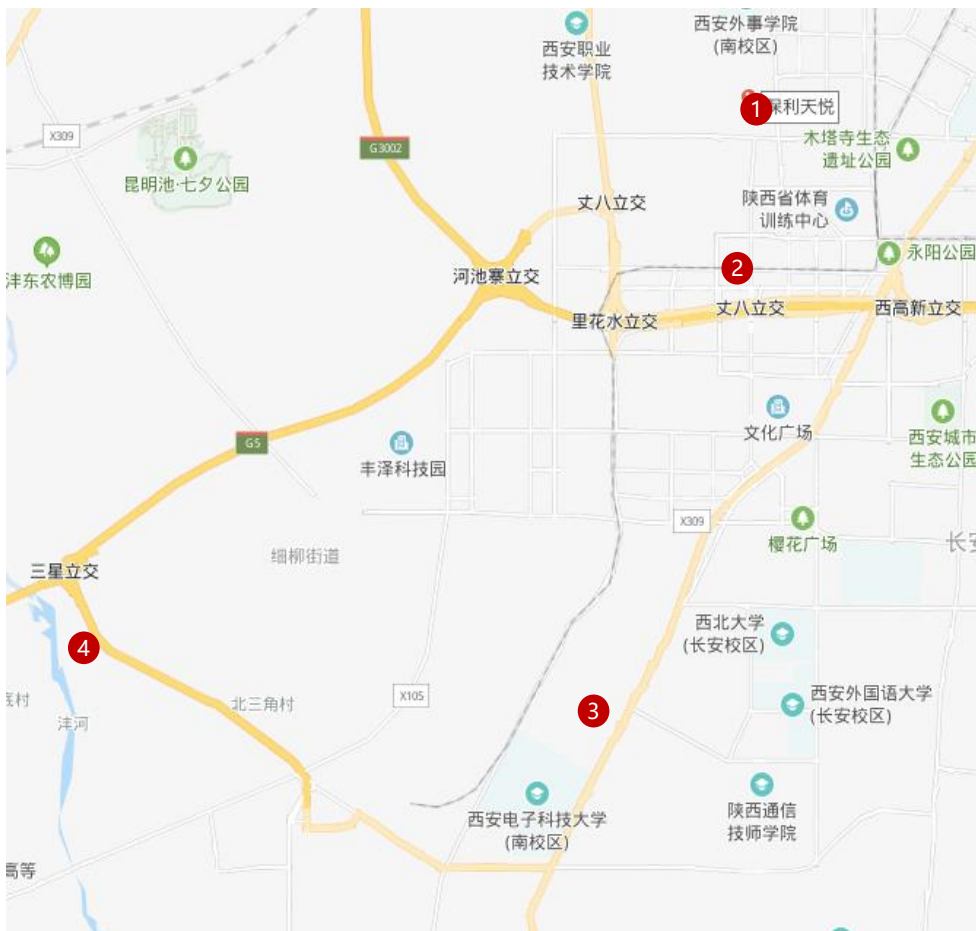 西安外事学院
(南校区)
西安职业
技术学院
1
保利天悦
X309
G3002
木塔寺生态
遗址公园
昆明池·七夕公园
陕西省体育
训练中心
丈八立交
永阳公园
沣东农博园
河池寨立交
2
里花水立交
丈八立交
西高新立交
文化广场
G5
丰泽科技园
西安城市
生态公园
X309
樱花广场
细柳街道
三星立交
西北大学
(长安校区)
4
X105
北三角村
3
西安外国语大学
(长安校区)
沣河
西安电子科技大学
(南校区)
陕西通信
技师学院
高等